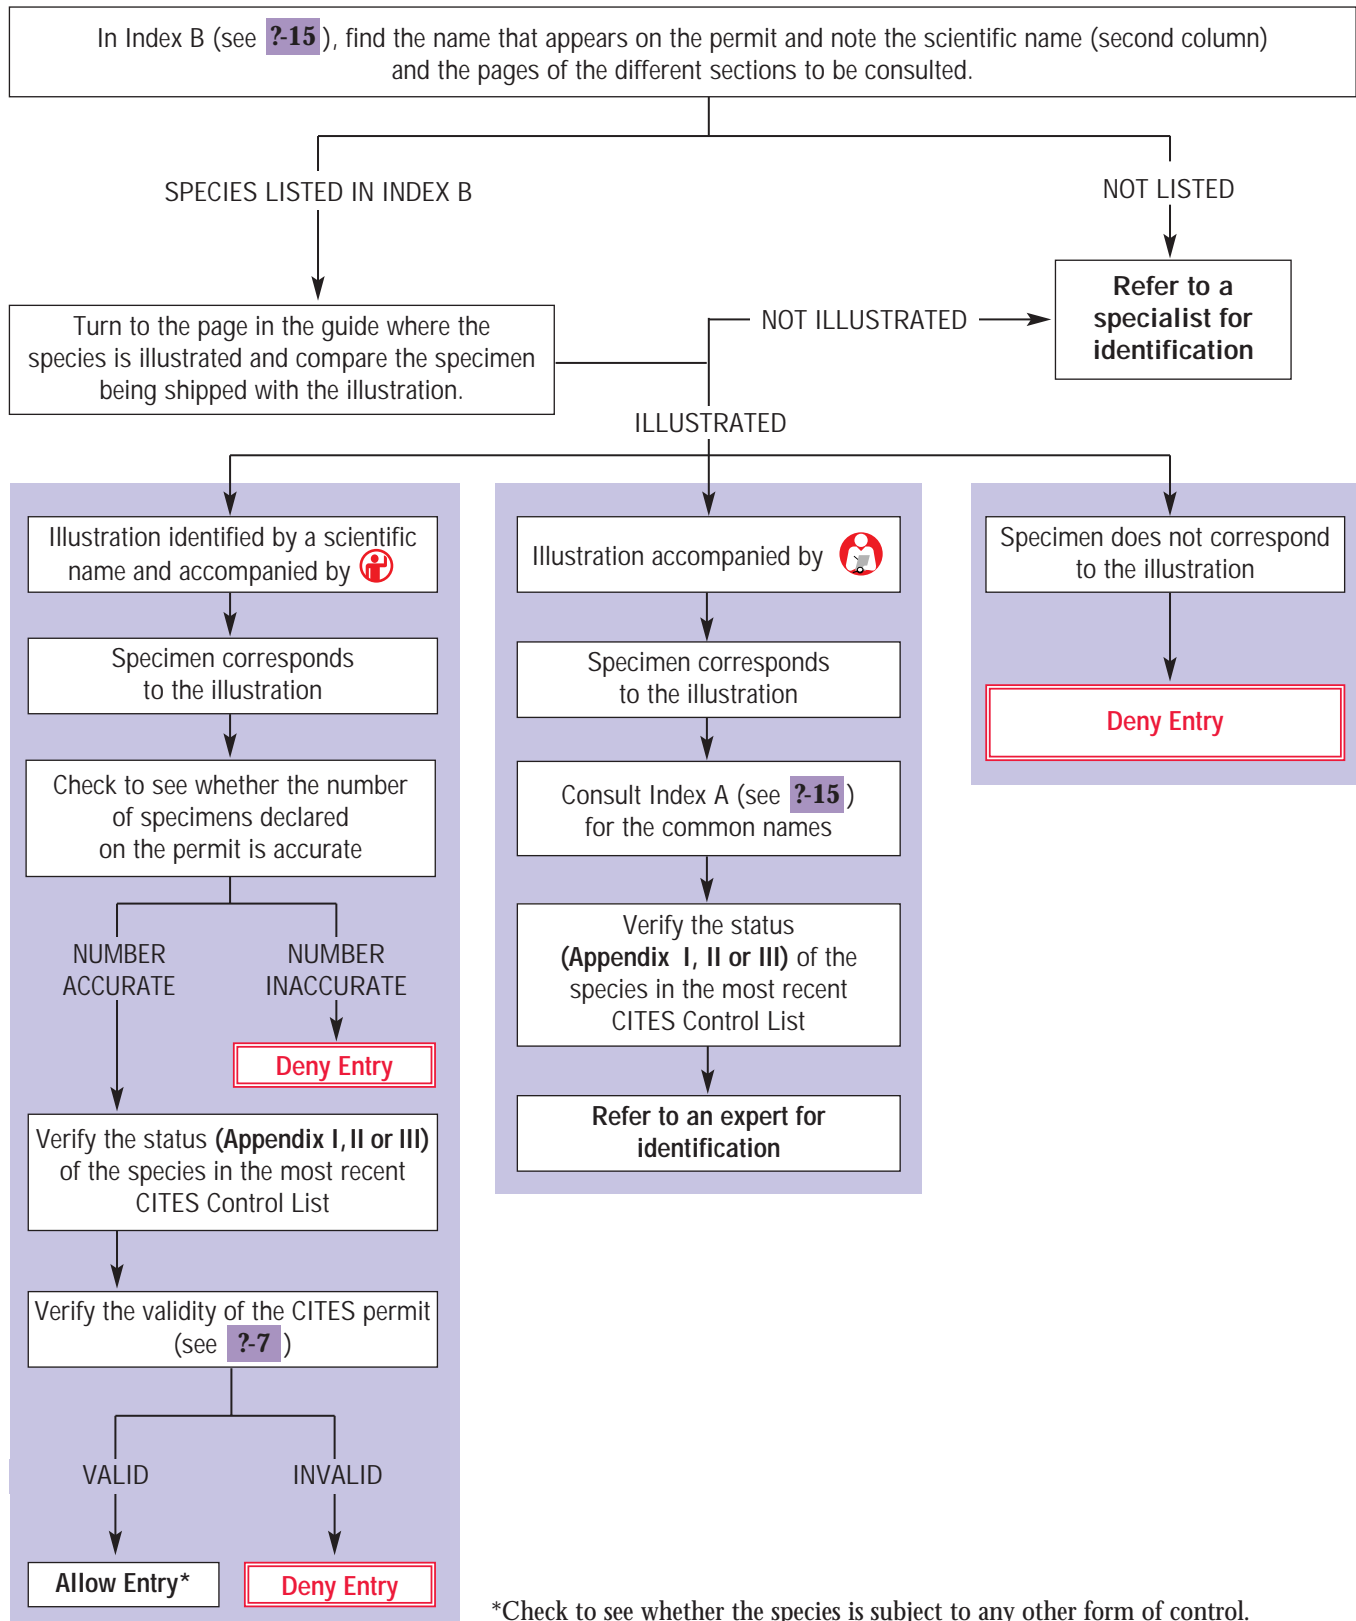 In Index B (see ?-15 ), find the name that appears on the permit and note the scientific name (second column)
and the pages of the different sections to be consulted.
SPECIES LISTED IN INDEX B
NOT LISTED
Turn to the page in the guide where the
species is illustrated and compare the specimen
being shipped with the illustration.
NOT ILLUSTRATED
Refer to a
specialist for
identification
ILLUSTRATED
Illustration identified by a scientific
name and accompanied by
Specimen corresponds
to the illustration
Check to see whether the number
of specimens declared
on the permit is accurate
NUMBER
ACCURATE
NUMBER
INACCURATE
Deny Entry
Verify the status (Appendix I, II or III)
of the species in the most recent
CITES Control List
Verify the validity of the CITES permit
(see ?-7 )
VALID
INVALID
Allow Entry*
Deny Entry
Illustration accompanied by
Specimen corresponds
to the illustration
Consult Index A (see ?-15 )
for the common names
Verify the status
(Appendix I, II or III) of the
species in the most recent
CITES Control List
Refer to an expert for
identification
Specimen does not correspond
to the illustration
Deny Entry
*Check to see whether the species is subject to any other form of control.